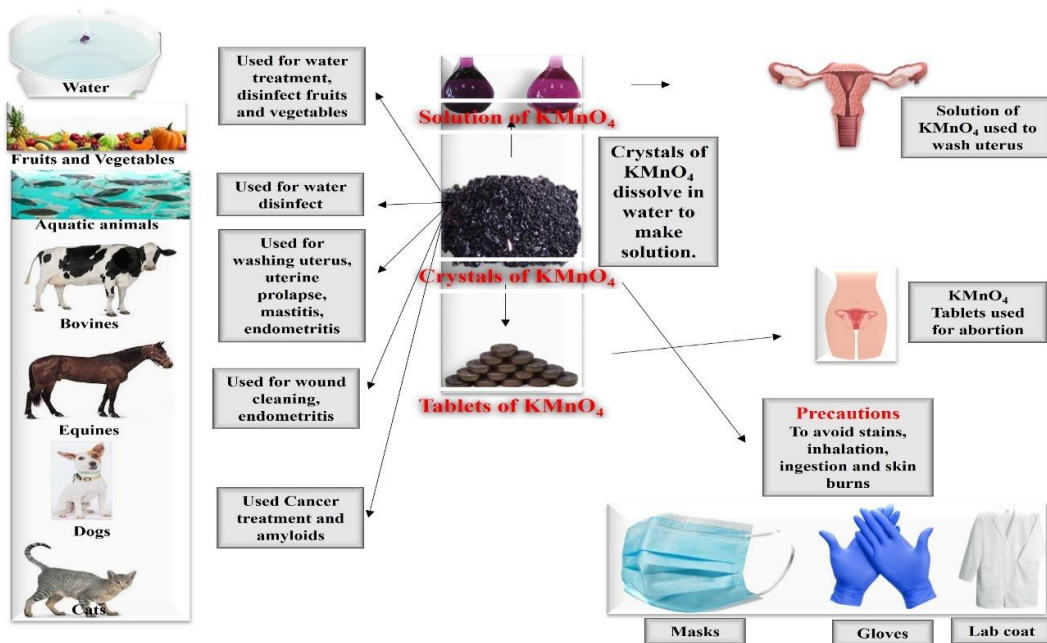 Water
Fruits and Vegetables
Aquatic animals
Bovines
Equines
Dogs
Cats
Used for water
treatment,
disinfect fruits
and vegetables
Used for water
disinfect
Used for
washing uterus,
uterine
prolapse,
mastitis,
endometritis
Used for wound
cleaning,
endometritis
Used Cancer
treatment and
amyloids
Solution of KMnO₄
Crystals of KMnO₄
Tablets of KMnO₄
Crystals of
KMnO₄
dissolve in
water to
make
solution.
Solution of
KMnO₄ used to
wash uterus
KMnO₄
Tablets used
for abortion
Precautions
To avoid stains,
inhalation,
ingestion and skin
burns
Masks
Gloves
Lab coat